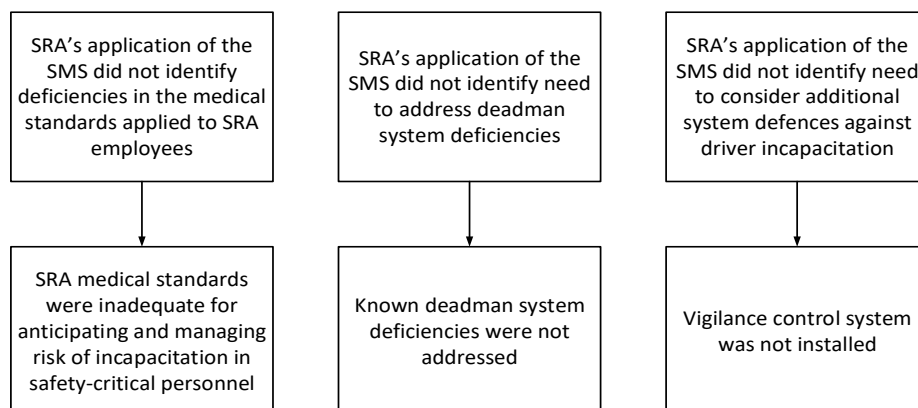 SRA’s application of the
SMS did not identify
deficiencies in the medical
standards applied to SRA
employees
SRA’s application of the
SMS did not identify need
to address deadman
system deficiencies
SRA’s application of the
SMS did not identify need
to consider additional
system defences against
driver incapacitation
SRA medical standards
were inadequate for
anticipating and managing
risk of incapacitation in
safety-critical personnel
Known deadman system
deficiencies were not
addressed
Vigilance control system
was not installed